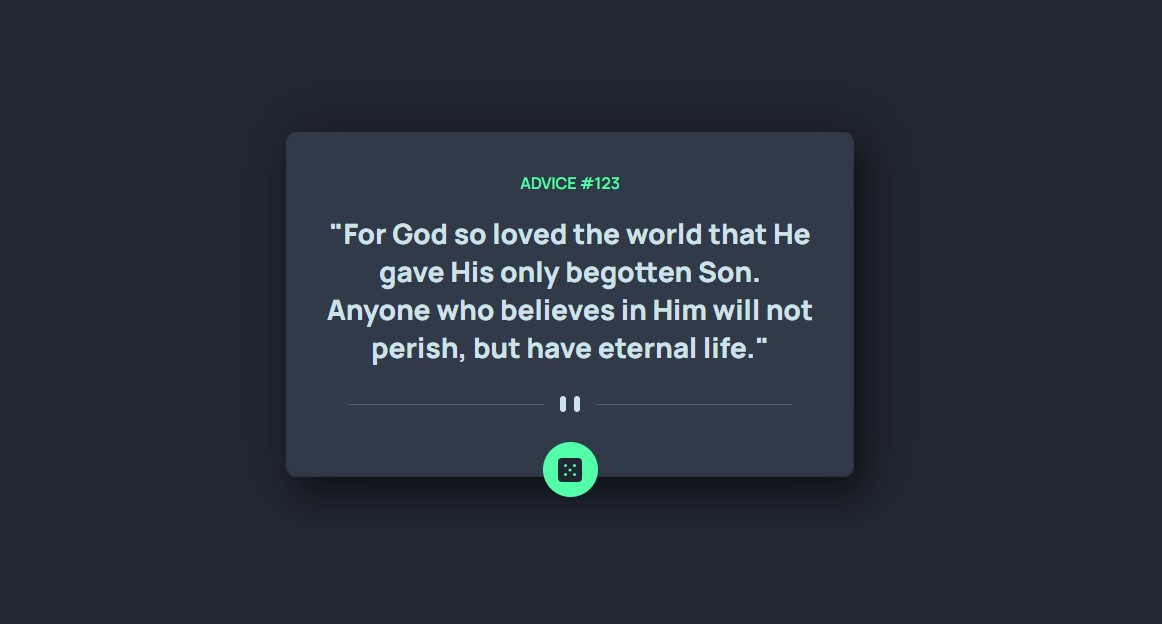 ADVICE #123
"For God so loved the world that He
gave His only begotten Son.
Anyone who believes in Him will not
perish, but have eternal life."